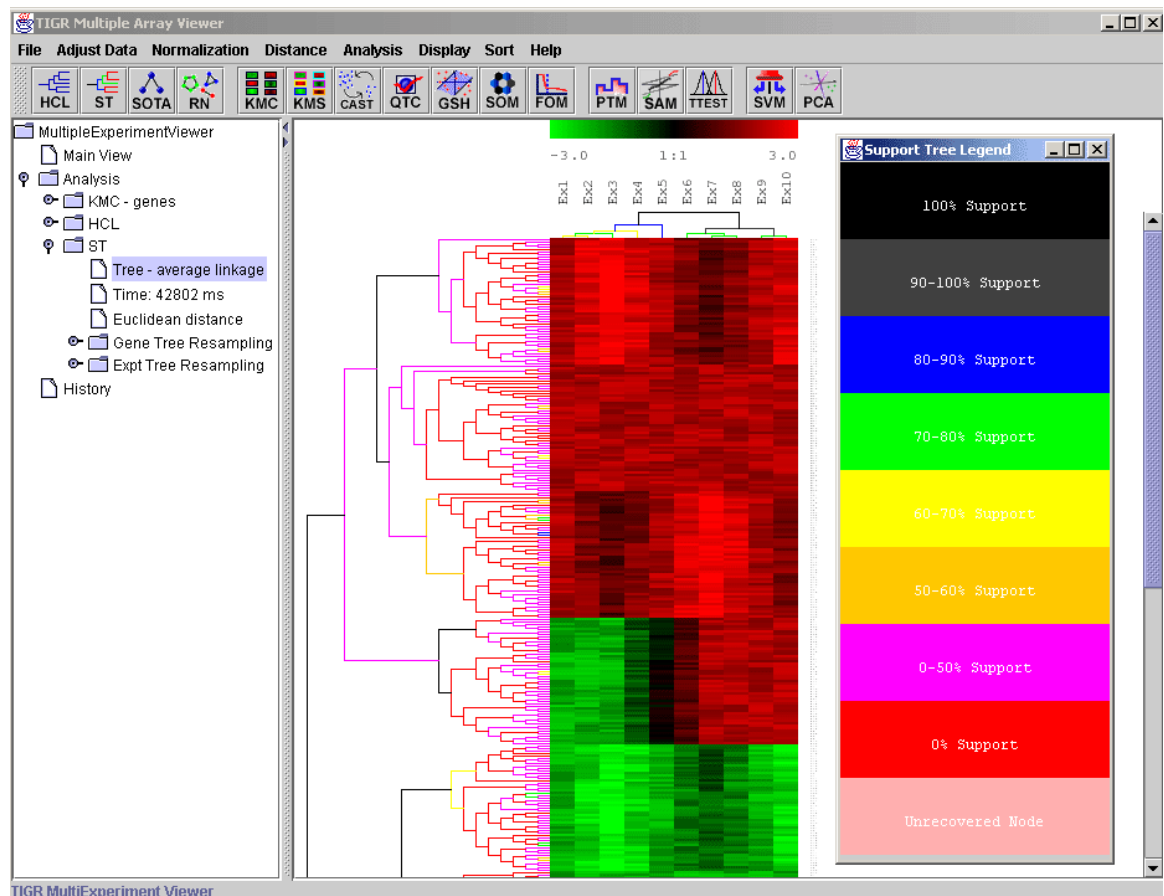 TIGR Multiple Array Viewer
File Adjust Data Normalization Distance Analysis Display Sort Help
HCL ST SOTA RN KMC KMS CAST QTC GSH SOM FOM PTM SAM TTEST SVM PCA
MultipleExperimentViewer
Main View
Analysis
KMC - genes
HCL
ST
Tree - average linkage
Time: 42802 ms
Euclidean distance
Gene Tree Resampling
Expt Tree Resampling
History
-3.0 1:1 3.0
Ex1 Ex2 Ex3 Ex4 Ex5 Ex6 Ex7 Ex8 Ex9 Ex10
Support Tree Legend
100% Support
90-100% Support
80-90% Support
70-80% Support
60-70% Support
50-60% Support
0-50% Support
0% Support
Unrecovered Node
TIGR MultiExperiment Viewer